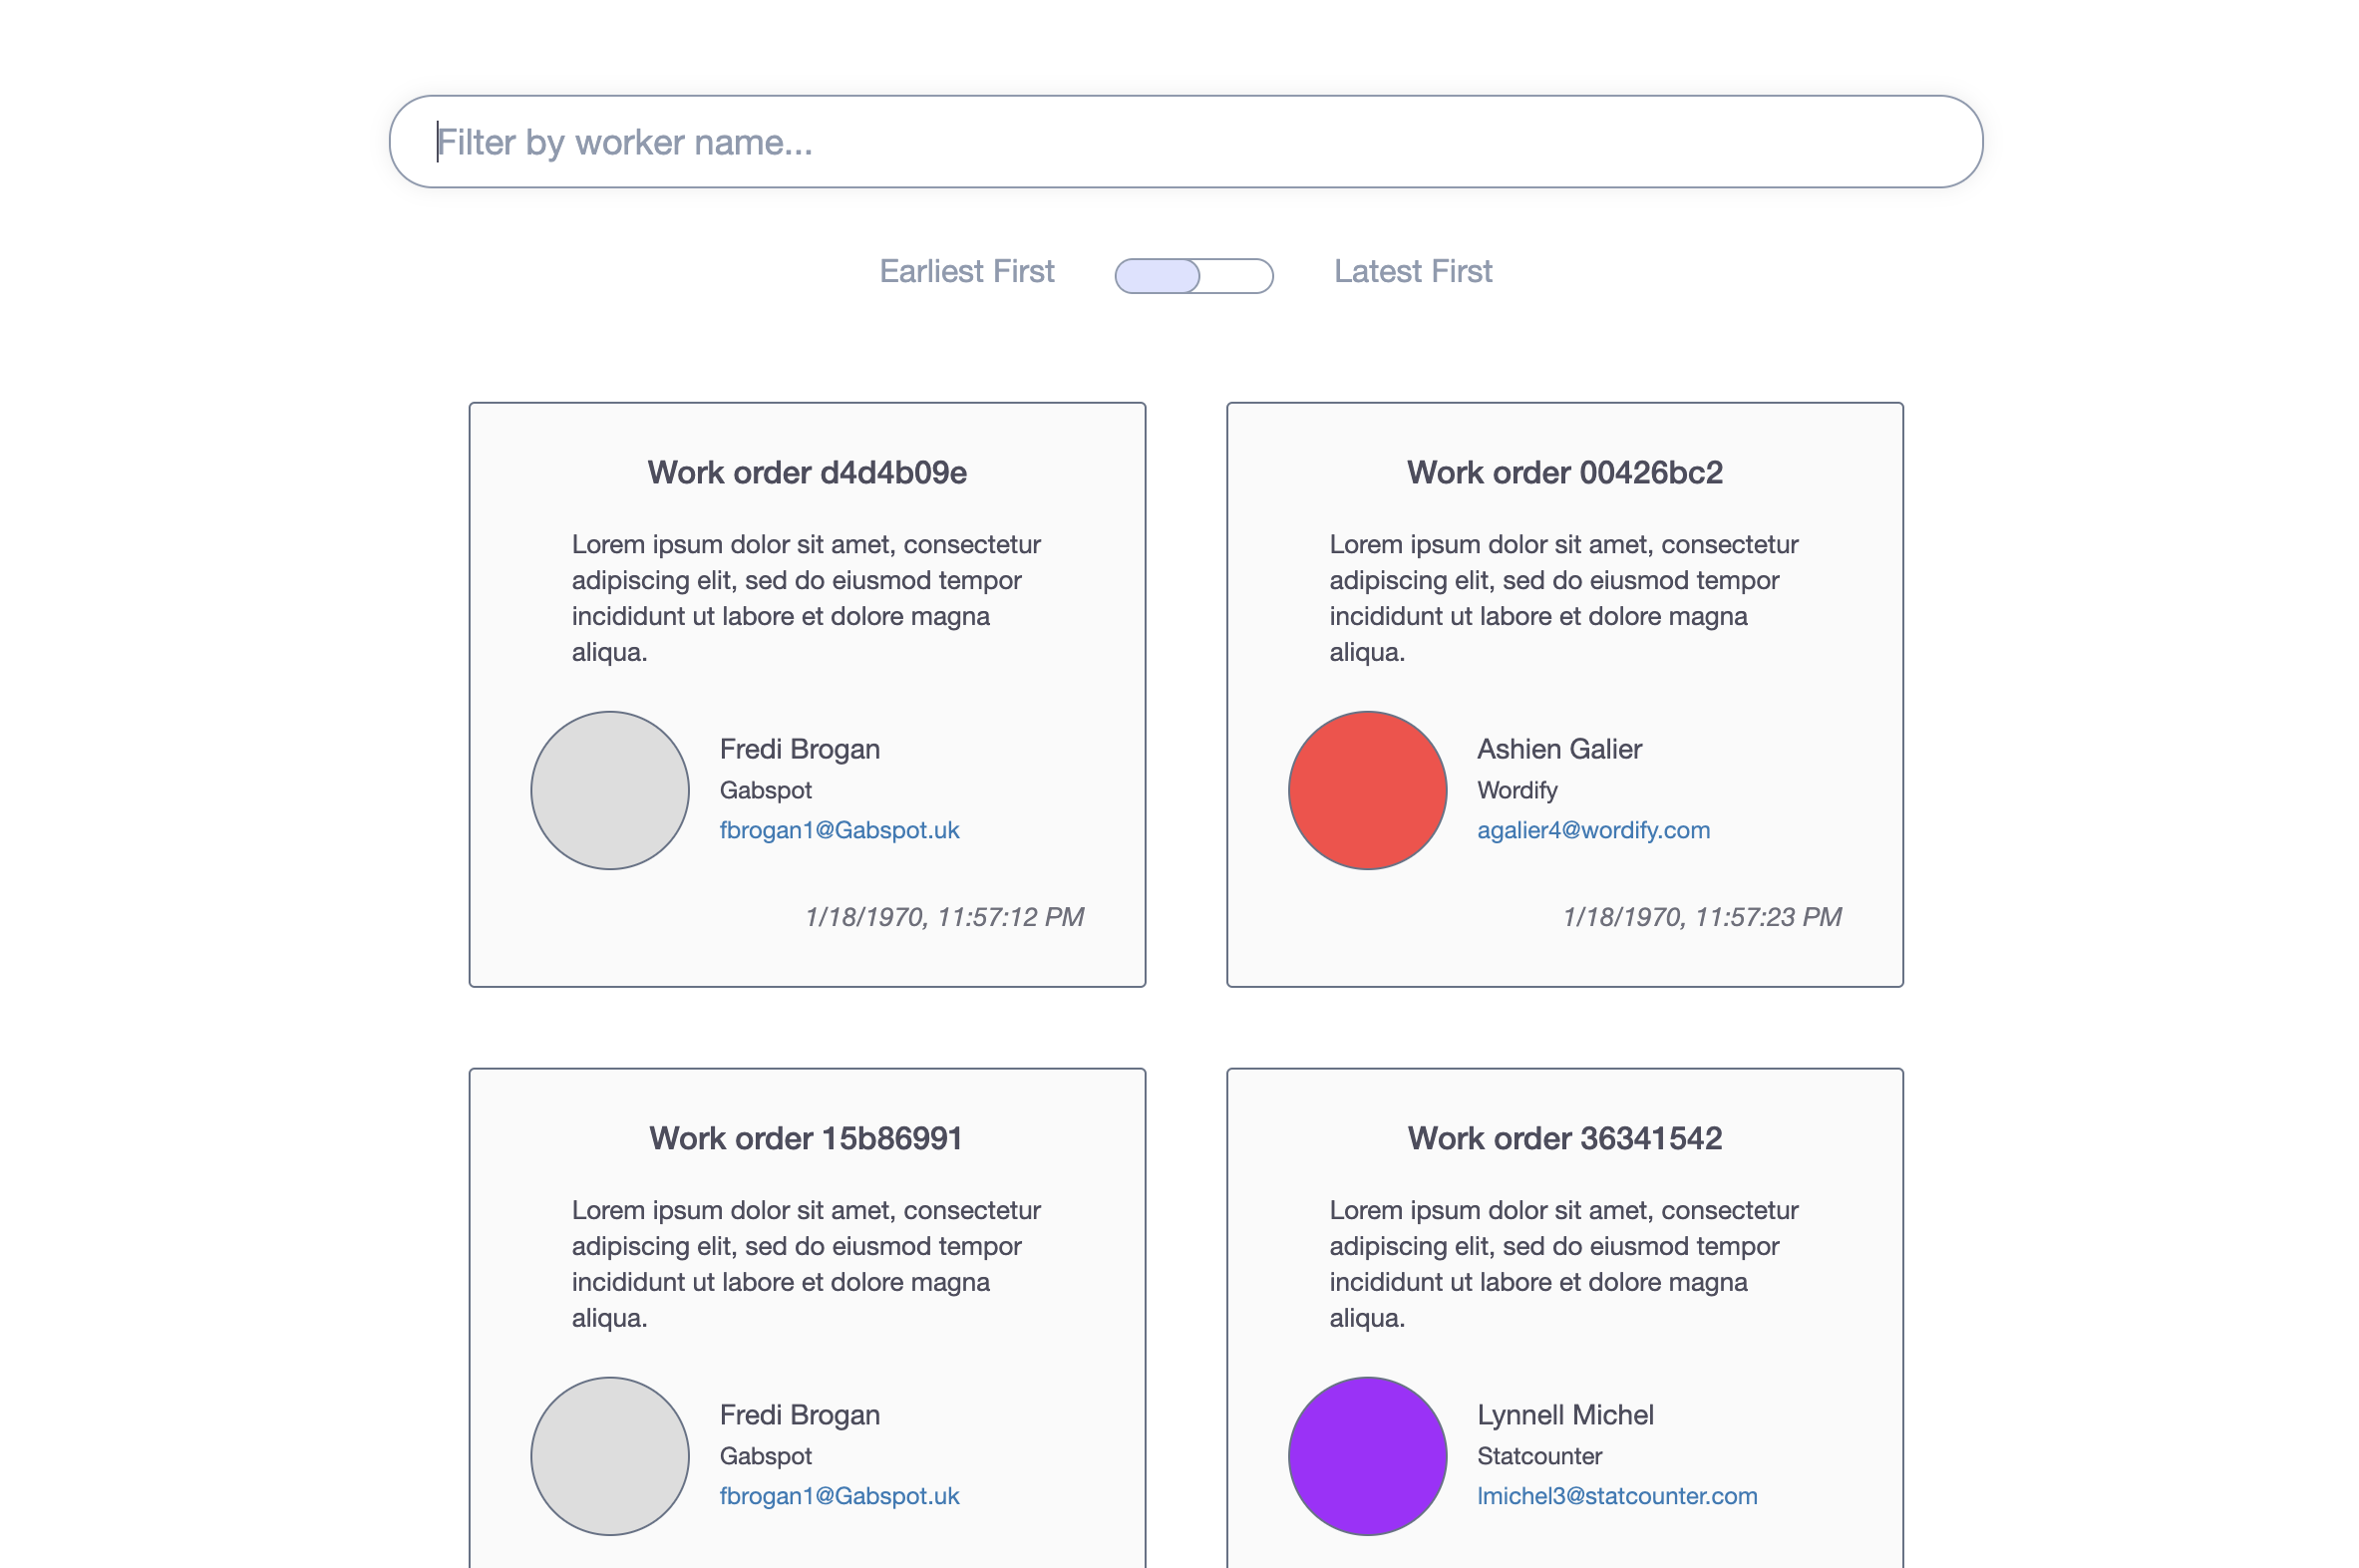 Filter by worker name...
Earliest First
Latest First
Work order d4d4b09e
Lorem ipsum dolor sit amet, consectetur
adipiscing elit, sed do eiusmod tempor
incididunt ut labore et dolore magna
aliqua.
Fredi Brogan
Gabspot
fbrogan1@Gabspot.uk
1/18/1970, 11:57:12 PM
Work order 00426bc2
Lorem ipsum dolor sit amet, consectetur
adipiscing elit, sed do eiusmod tempor
incididunt ut labore et dolore magna
aliqua.
Ashien Galier
Wordify
agalier4@wordify.com
1/18/1970, 11:57:23 PM
Work order 15b86991
Lorem ipsum dolor sit amet, consectetur
adipiscing elit, sed do eiusmod tempor
incididunt ut labore et dolore magna
aliqua.
Fredi Brogan
Gabspot
fbrogan1@Gabspot.uk
Work order 36341542
Lorem ipsum dolor sit amet, consectetur
adipiscing elit, sed do eiusmod tempor
incididunt ut labore et dolore magna
aliqua.
Lynnell Michel
Statcounter
lmichel3@statcounter.com